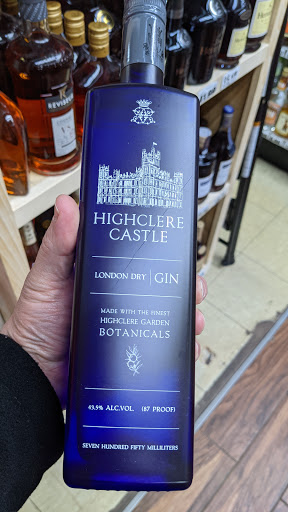 HIGHCLERE
CASTLE
LONDON DRY | GIN
MADE WITH THE FINEST
HIGHCLERE GARDEN
BOTANICALS
43.5% ALC.VOL. (87 PROOF)
SEVEN HUNDRED FIFTY MILLILITERS
REVISIT